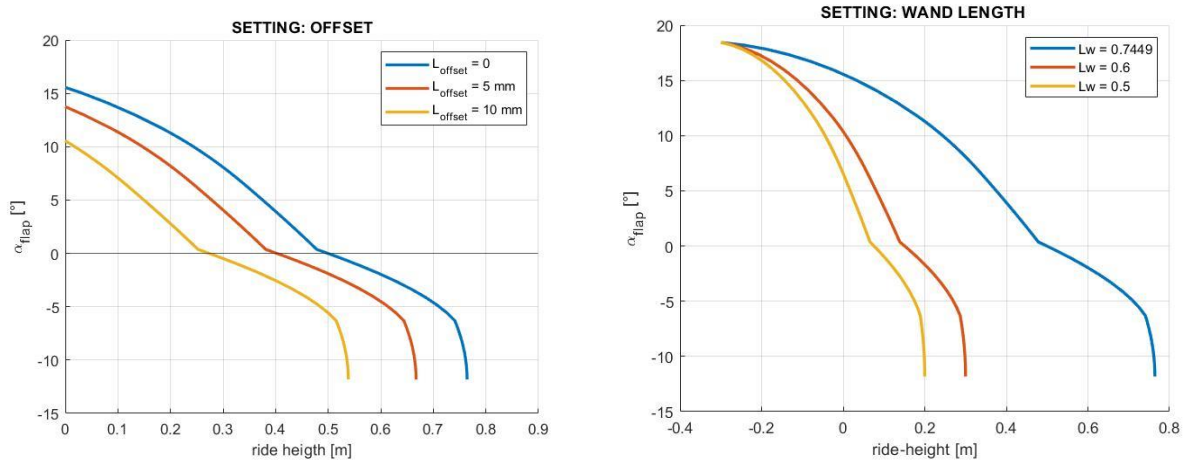 SETTING: OFFSET
20
15
10
5
0
-5
-10
-15
α_flap [°]
L_offset = 0
L_offset = 5 mm
L_offset = 10 mm
0 0.1 0.2 0.3 0.4 0.5 0.6 0.7 0.8 0.9
ride heigth [m]
SETTING: WAND LENGTH
20
15
10
5
0
-5
-10
-15
α_flap [°]
Lw = 0.7449
Lw = 0.6
Lw = 0.5
-0.4 -0.2 0 0.2 0.4 0.6 0.8
ride-height [m]